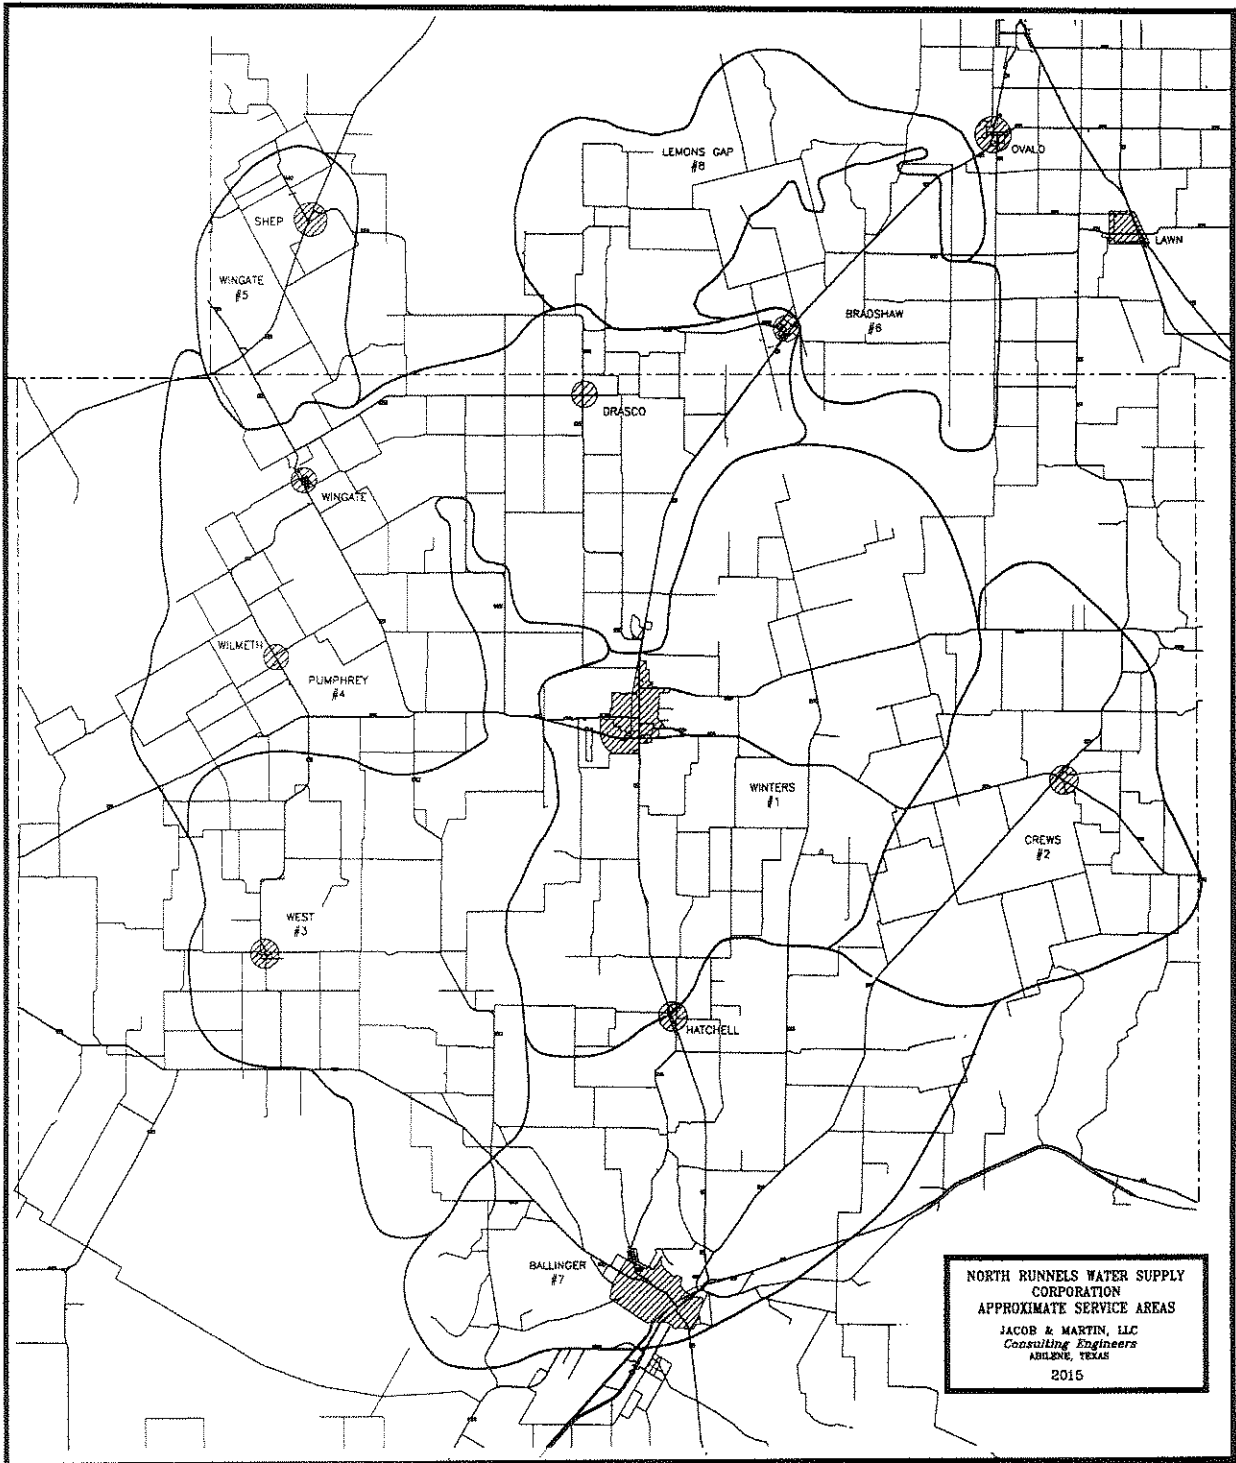 LEMONS GAP
#8
OVALO
SHEP
LAWN
WINGATE
#5
BRADSHAW
#6
DRASCO
WINGATE
WILMETH
PUMPHREY
#4
WINTERS
#1
CREWS
#2
WEST
#3
HATCHELL
BALLINGER
#7
NORTH RUNNELS WATER SUPPLY
CORPORATION
APPROXIMATE SERVICE AREAS
JACOB & MARTIN, LLC
Consulting Engineers
ABILENE, TEXAS
2015